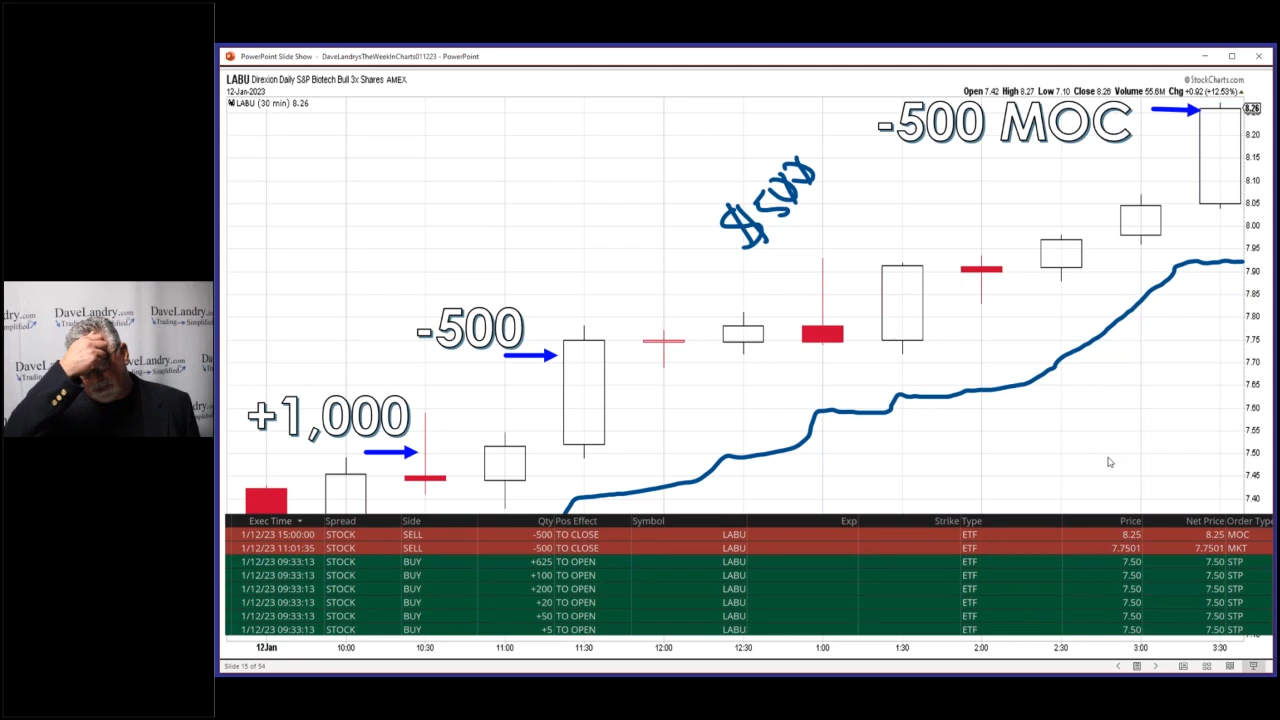 PowerPoint Slide Show - DaveLandrysTheWeekInCharts011223 - PowerPoint
LABU Direxion Daily S&P Biotech Bull 3x Shares AMEX
© StockCharts.com
12-Jan-2023
Open 7.42 High 8.27 Low 7.10 Close 8.26 Volume 55.6M Chg +0.92 (+12.53%)
LABU (30 min) 8.26
-500 MOC
8.26
8.20
8.15
$500
8.10
8.05
8.00
7.95
7.90
7.85
-500
7.80
7.75
7.70
7.65
+1,000
7.60
7.55
7.50
7.45
7.40
Exec Time Spread Side Qty Pos Effect Symbol Exp Strike Type Price Net Price Order Type
1/12/23 15:00:00 STOCK SELL -500 TO CLOSE LABU ETF 8.25 8.25 MOC
1/12/23 11:01:35 STOCK SELL -500 TO CLOSE LABU ETF 7.7501 7.7501 MKT
1/12/23 09:33:13 STOCK BUY +625 TO OPEN LABU ETF 7.50 7.50 STP
1/12/23 09:33:13 STOCK BUY +100 TO OPEN LABU ETF 7.50 7.50 STP
1/12/23 09:33:13 STOCK BUY +200 TO OPEN LABU ETF 7.50 7.50 STP
1/12/23 09:33:13 STOCK BUY +20 TO OPEN LABU ETF 7.50 7.50 STP
1/12/23 09:33:13 STOCK BUY +50 TO OPEN LABU ETF 7.50 7.50 STP
1/12/23 09:33:13 STOCK BUY +5 TO OPEN LABU ETF 7.50 7.50 STP
12Jan 10:00 10:30 11:00 11:30 12:00 12:30 1:00 1:30 2:00 2:30 3:00 3:30
Slide 15 of 54
DaveLandry.com
Trading Simplified
DaveLandry.com